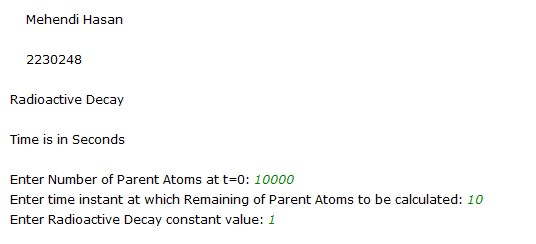 Mehendi Hasan
2230248
Radioactive Decay
Time is in Seconds
Enter Number of Parent Atoms at t=0: 10000
Enter time instant at which Remaining of Parent Atoms to be calculated: 10
Enter Radioactive Decay constant value: 1